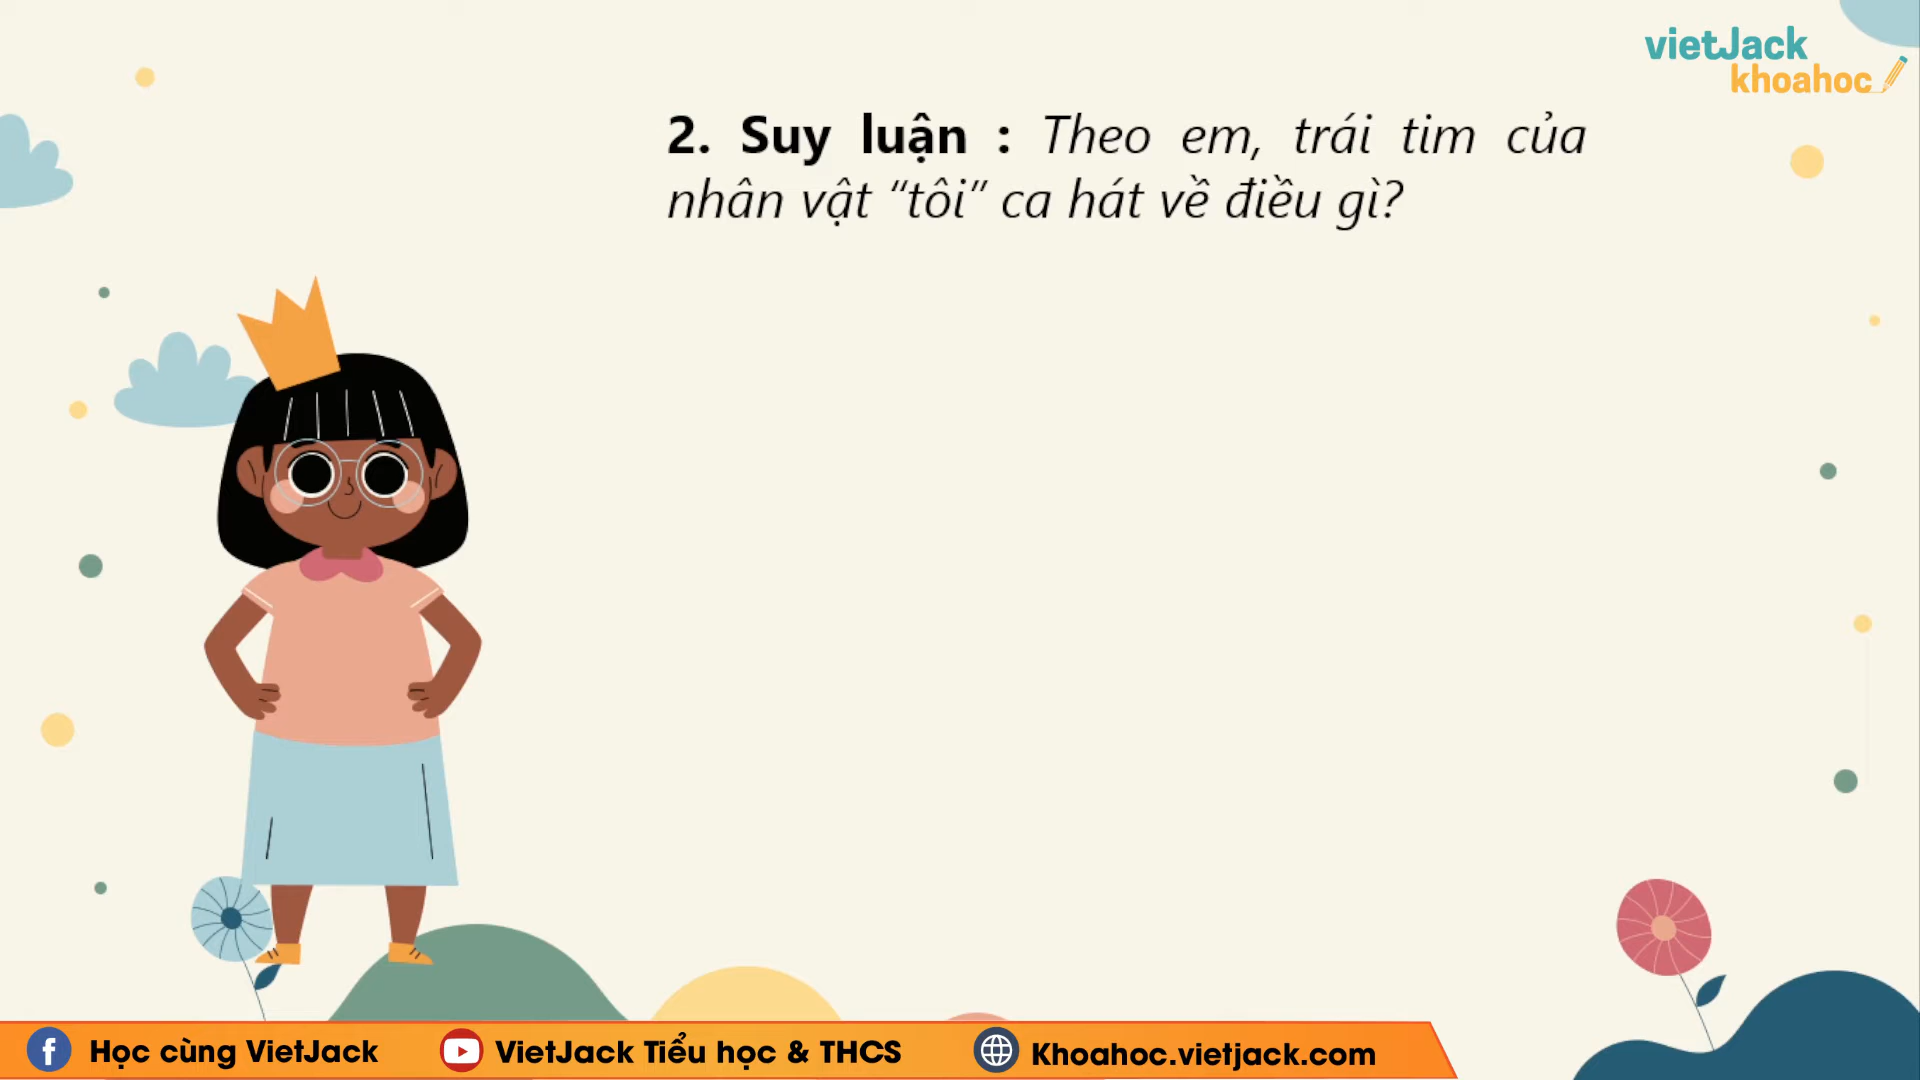 vietJack
khoahoc
2. Suy luận : Theo em, trái tim của
nhân vật “tôi” ca hát về điều gì?
Học cùng VietJack
VietJack Tiểu học & THCS
Khoahoc.vietjack.com